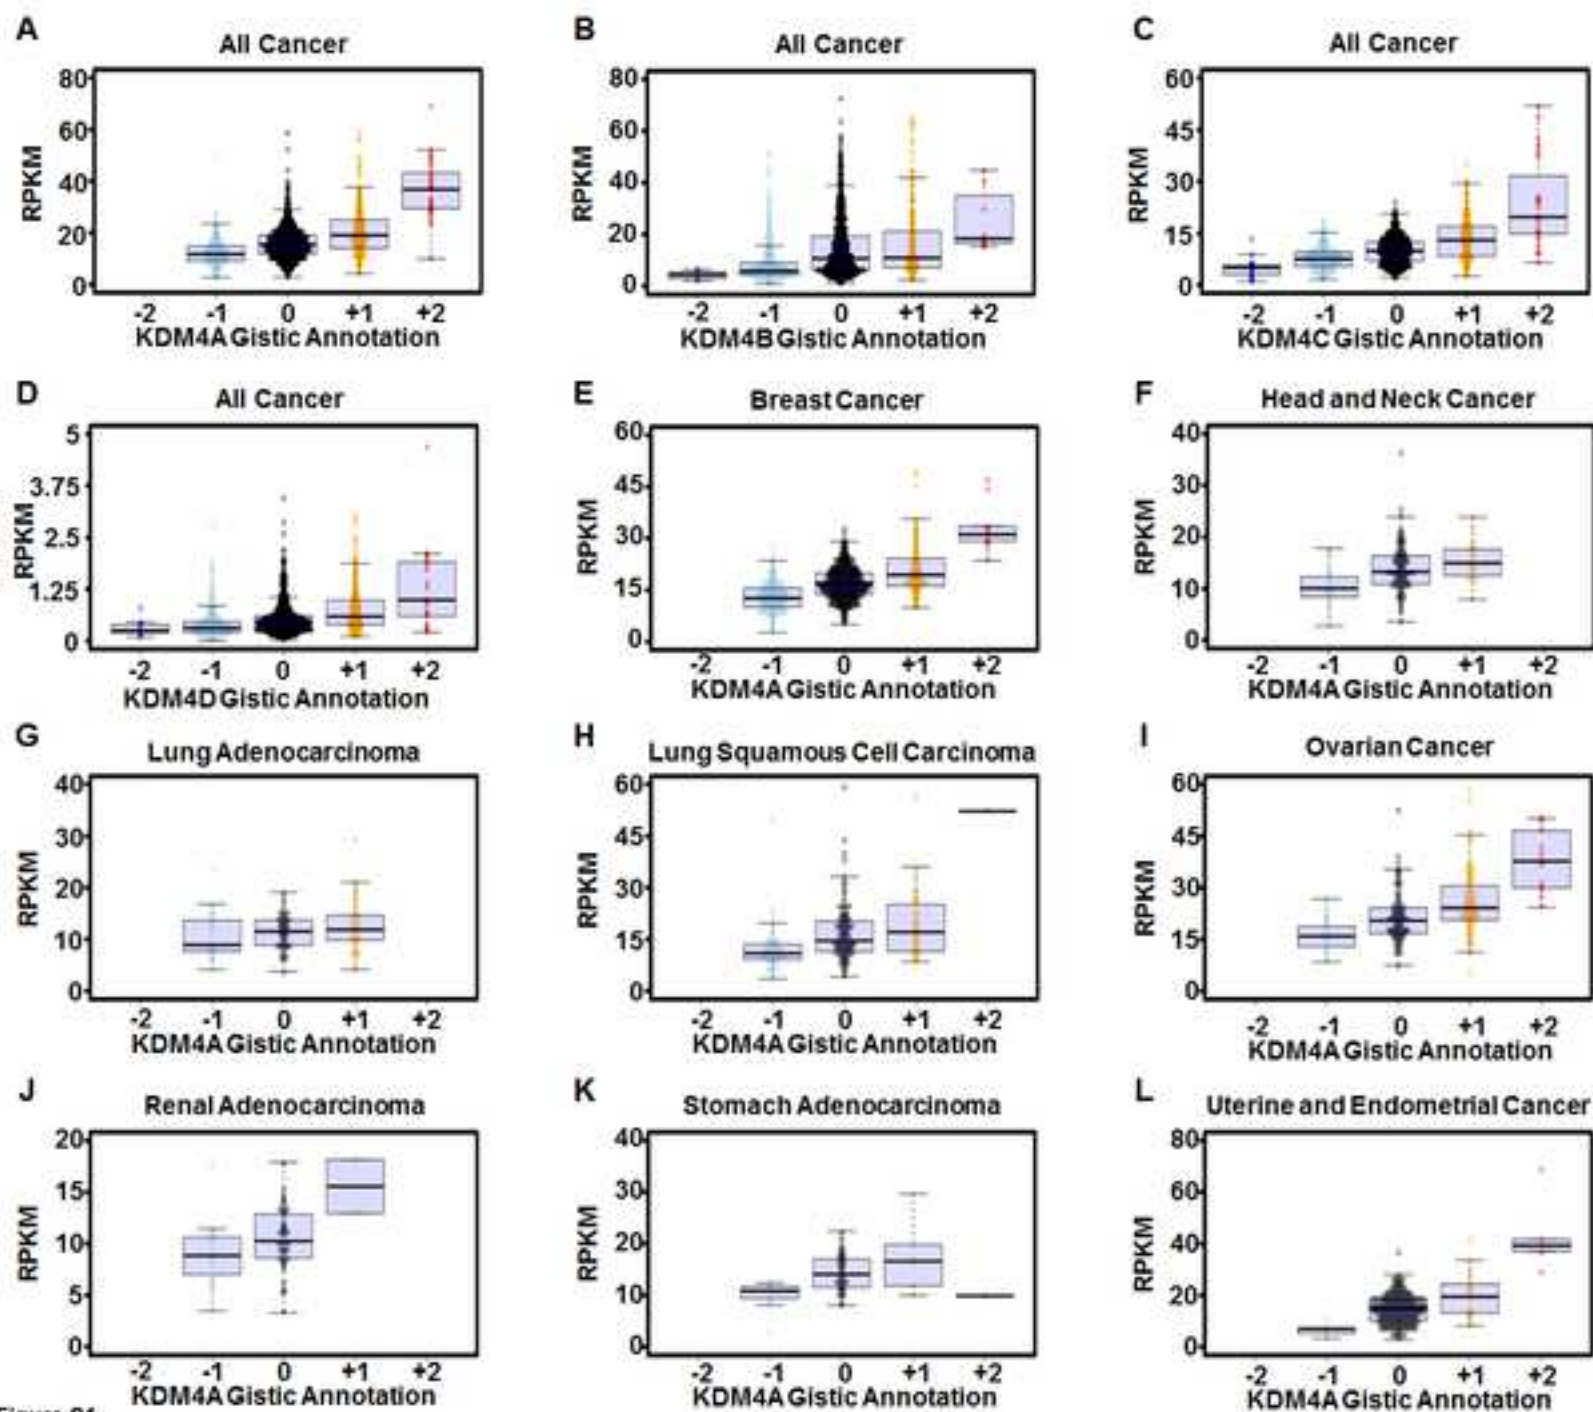 A
All Cancer
80
60
40
20
0
RPKM
-2 -1 0 +1 +2
KDM4A Gistic Annotation
B
All Cancer
80
60
40
20
0
RPKM
-2 -1 0 +1 +2
KDM4B Gistic Annotation
C
All Cancer
60
45
30
15
0
RPKM
-2 -1 0 +1 +2
KDM4C Gistic Annotation
D
All Cancer
5
3.75
2.5
1.25
0
RPKM
-2 -1 0 +1 +2
KDM4D Gistic Annotation
E
Breast Cancer
60
45
30
15
0
RPKM
-2 -1 0 +1 +2
KDM4A Gistic Annotation
F
Head and Neck Cancer
40
30
20
10
0
RPKM
-2 -1 0 +1 +2
KDM4A Gistic Annotation
G
Lung Adenocarcinoma
40
30
20
10
0
RPKM
-2 -1 0 +1 +2
KDM4A Gistic Annotation
H
Lung Squamous Cell Carcinoma
60
45
30
15
0
RPKM
-2 -1 0 +1 +2
KDM4A Gistic Annotation
I
Ovarian Cancer
60
45
30
15
0
RPKM
-2 -1 0 +1 +2
KDM4A Gistic Annotation
J
Renal Adenocarcinoma
20
15
10
5
0
RPKM
-2 -1 0 +1 +2
KDM4A Gistic Annotation
K
Stomach Adenocarcinoma
40
30
20
10
0
RPKM
-2 -1 0 +1 +2
KDM4A Gistic Annotation
L
Uterine and Endometrial Cancer
80
60
40
20
0
RPKM
-2 -1 0 +1 +2
KDM4A Gistic Annotation